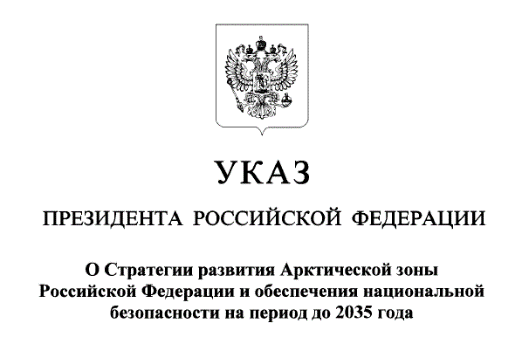 УКАЗ
ПРЕЗИДЕНТА РОССИЙСКОЙ ФЕДЕРАЦИИ
О Стратегии развития Арктической зоны
Российской Федерации и обеспечения национальной
безопасности на период до 2035 года